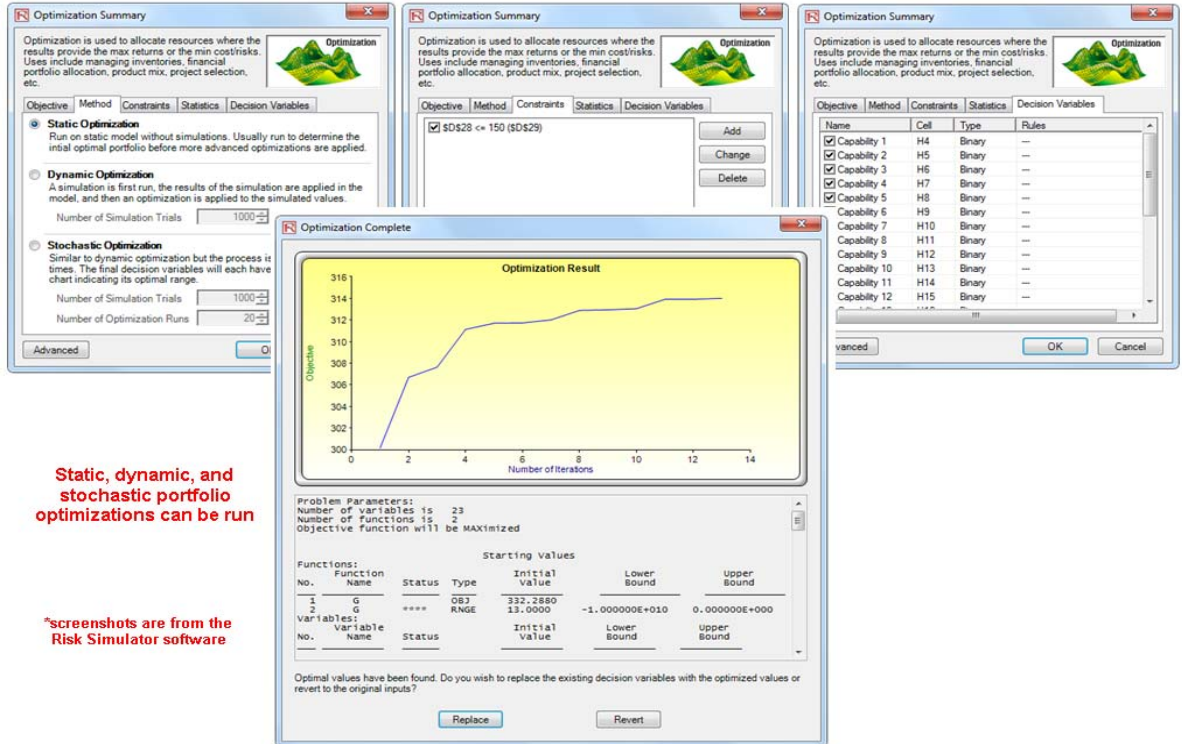 Optimization Summary
Optimization is used to allocate resources where the
results provide the max returns or the min cost/risks.
Uses include managing inventories, financial
portfolio allocation, product mix, project selection,
etc.
Optimization
Objective Method Constraints Statistics Decision Variables
Static Optimization
Run on static model without simulations. Usually run to determine the
intial optimal portfolio before more advanced optimizations are applied.
Dynamic Optimization
A simulation is first run, the results of the simulation are applied in the
model, and then an optimization is applied to the simulated values.
Number of Simulation Trials 1000
Stochastic Optimization
Similar to dynamic optimization but the process is
times. The final decision variables will each have
chart indicating its optimal range.
Number of Simulation Trials 1000
Number of Optimization Runs 20
Advanced
Optimization Summary
Optimization is used to allocate resources where the
results provide the max returns or the min cost/risks.
Uses include managing inventories, financial
portfolio allocation, product mix, project selection,
etc.
Optimization
Objective Method Constraints Statistics Decision Variables
$D$28 <= 150 ($D$29)
Add
Change
Delete
Optimization Summary
Optimization is used to allocate resources where the
results provide the max returns or the min cost/risks.
Uses include managing inventories, financial
portfolio allocation, product mix, project selection,
etc.
Optimization
Objective Method Constraints Statistics Decision Variables
Name Cell Type Rules
Capability 1 H4 Binary ---
Capability 2 H5 Binary ---
Capability 3 H6 Binary ---
Capability 4 H7 Binary ---
Capability 5 H8 Binary ---
Capability 6 H9 Binary ---
Capability 7 H10 Binary ---
Capability 8 H11 Binary ---
Capability 9 H12 Binary ---
Capability 10 H13 Binary ---
Capability 11 H14 Binary ---
Capability 12 H15 Binary ---
vanced OK Cancel
Optimization Complete
Optimization Result
316
314
312
310
308
306
304
302
300
Objective
0 2 4 6 8 10 12 14
Number of Iterations
Problem Parameters:
Number of variables is 23
Number of functions is 2
Objective function will be MAXimized
Starting Values
Functions:
Function Initial Lower Upper
No. Name Status Type Value Bound Bound
1 G OBJ 332.2880
2 G **** RNGE 13.0000 -1.000000E+010 0.000000E+000
Variables:
Variable Initial Lower Upper
No. Name Status Value Bound Bound
Optimal values have been found. Do you wish to replace the existing decision variables with the optimized values or
revert to the original inputs?
Replace Revert
Static, dynamic, and
stochastic portfolio
optimizations can be run
*screenshots are from the
Risk Simulator software